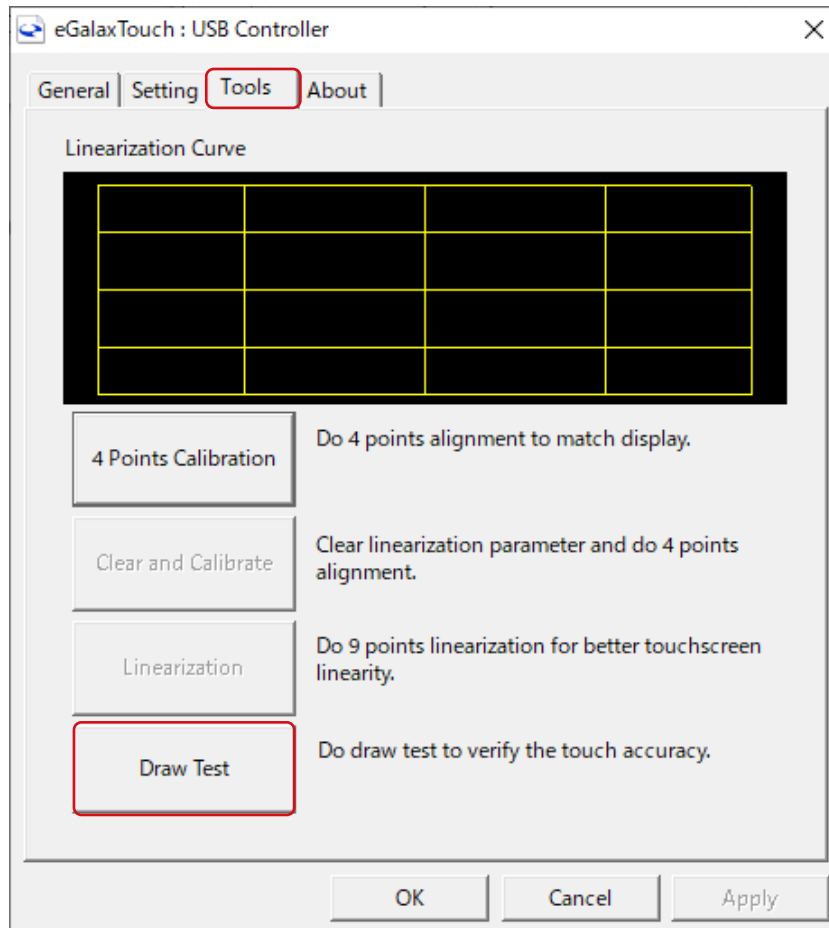 eGalaxTouch : USB Controller
General Setting Tools About
Linearization Curve
4 Points Calibration
Do 4 points alignment to match display.
Clear and Calibrate
Clear linearization parameter and do 4 points
alignment.
Linearization
Do 9 points linearization for better touchscreen
linearity.
Draw Test
Do draw test to verify the touch accuracy.
OK Cancel Apply